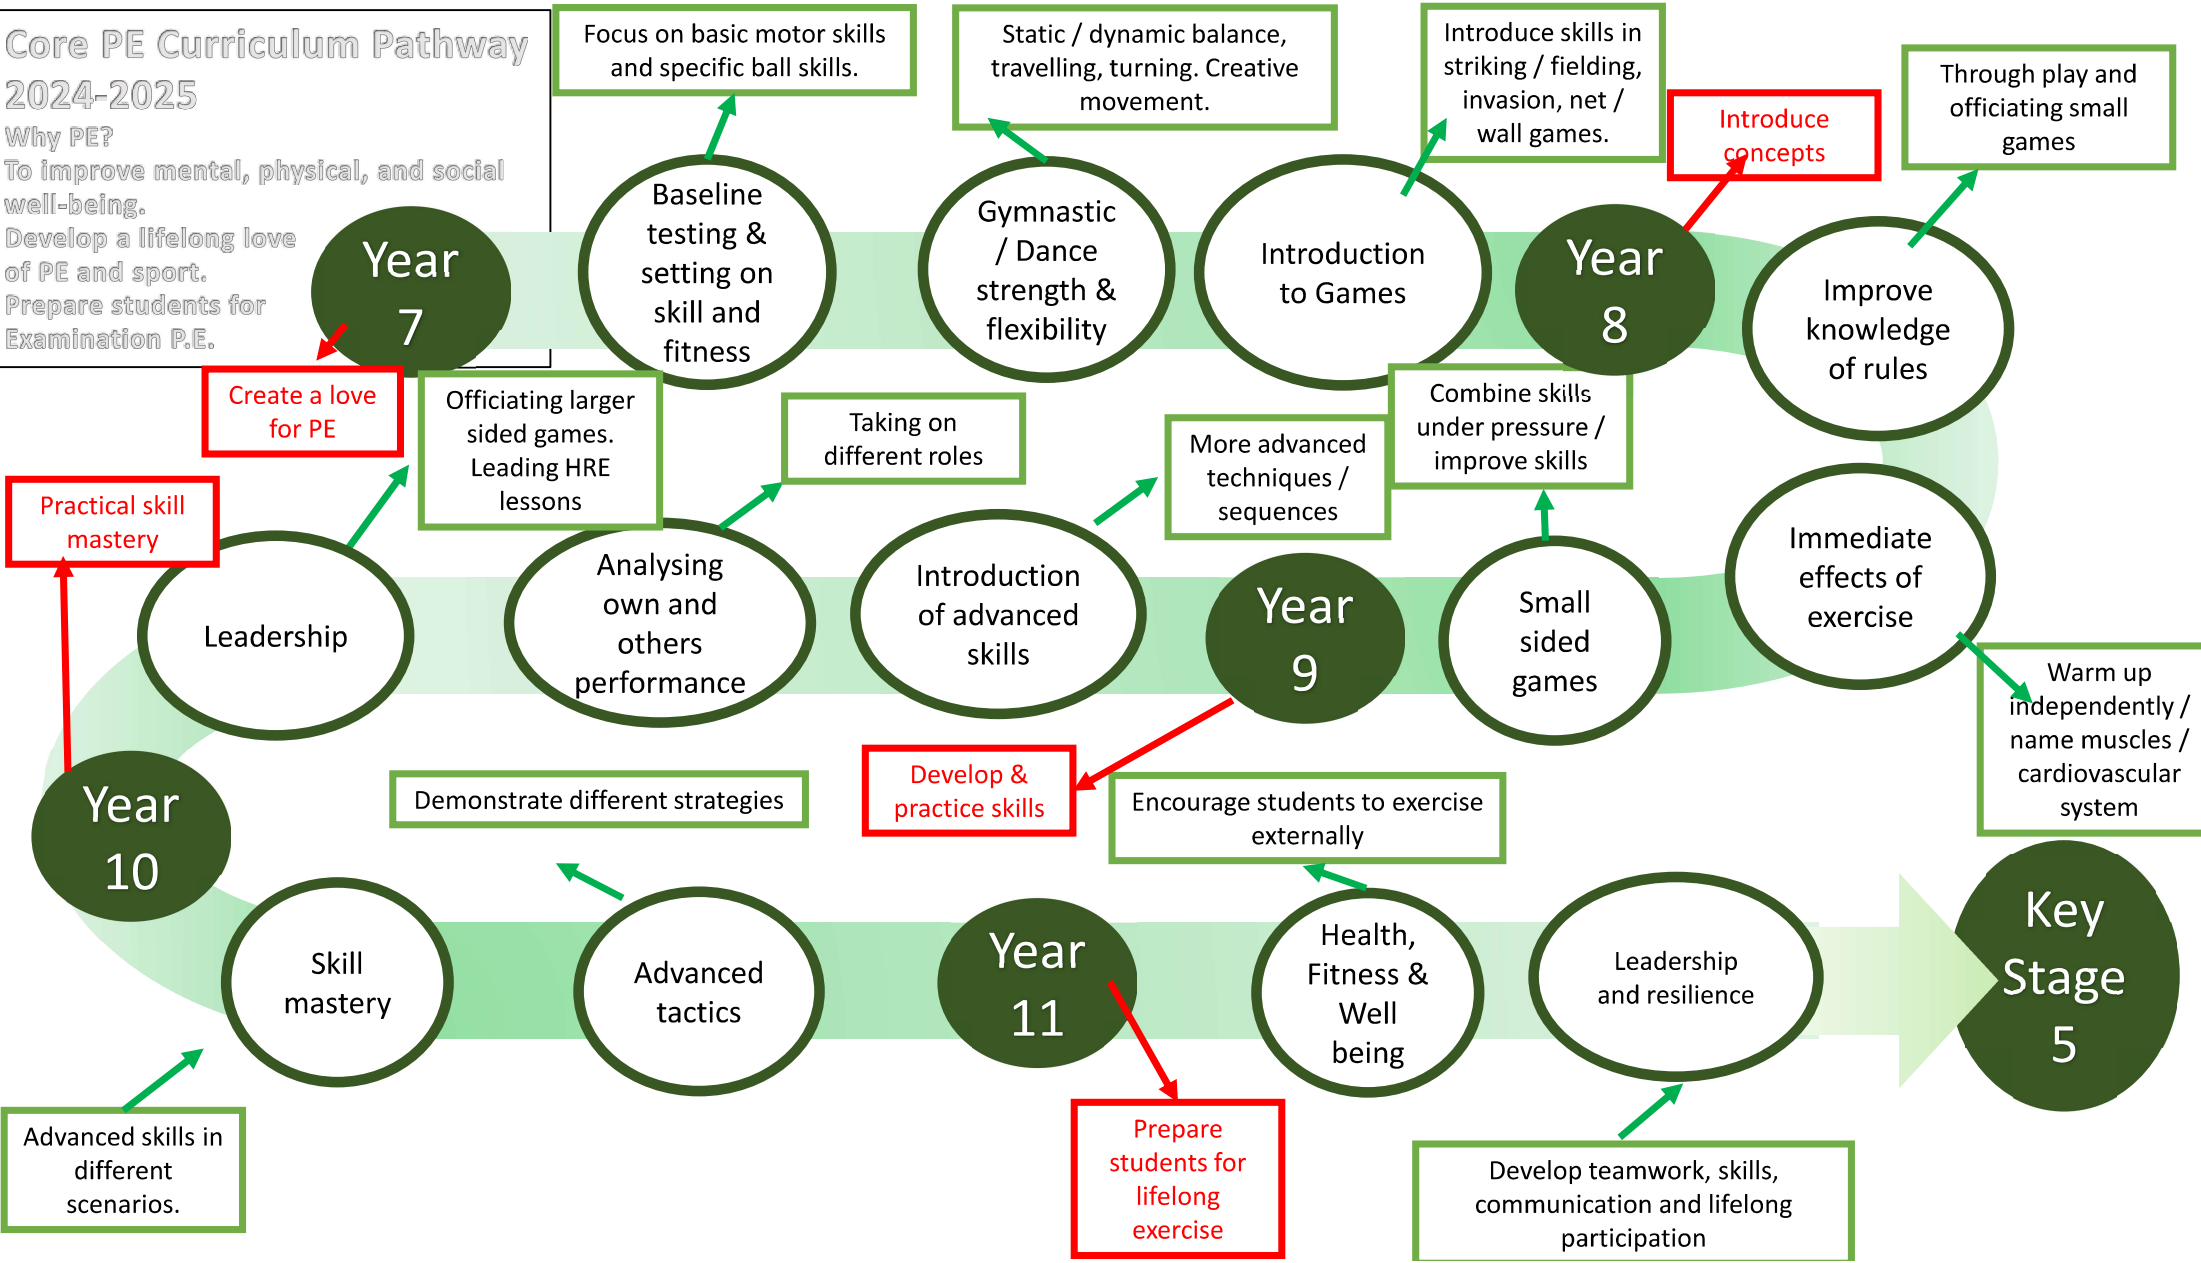 Core PE Curriculum Pathway
2024-2025
Why PE?
To improve mental, physical, and social
well-being.
Develop a lifelong love
of PE and sport.
Prepare students for
Examination P.E.
Focus on basic motor skills
and specific ball skills.
Static / dynamic balance,
travelling, turning. Creative
movement.
Introduce skills in
striking / fielding,
invasion, net /
wall games.
Introduce
concepts
Through play and
officiating small
games
Year
7
Baseline
testing &
setting on
skill and
fitness
Gymnastic
/ Dance
strength &
flexibility
Introduction
to Games
Year
8
Improve
knowledge
of rules
Create a love
for PE
Officiating larger
sided games.
Leading HRE
lessons
Taking on
different roles
More advanced
techniques /
sequences
Combine skills
under pressure /
improve skills
Practical skill
mastery
Leadership
Analysing
own and
others
performance
Introduction
of advanced
skills
Year
9
Small
sided
games
Immediate
effects of
exercise
Warm up
independently /
name muscles /
cardiovascular
system
Develop &
practice skills
Year
10
Demonstrate different strategies
Encourage students to exercise
externally
Skill
mastery
Advanced
tactics
Year
11
Health,
Fitness &
Well
being
Leadership
and resilience
Key
Stage
5
Advanced skills in
different
scenarios.
Prepare
students for
lifelong
exercise
Develop teamwork, skills,
communication and lifelong
participation